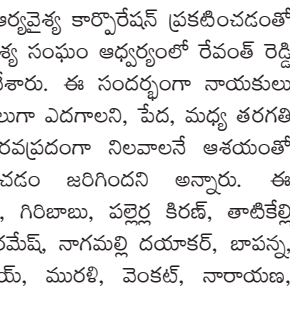 ఆర్యవైశ్య కార్పొరేషన్ ప్రకటించడంతో
శ్య సంఘం ఆధ్వర్యంలో రేవంత్ రెడ్డి
శారు. ఈ సందర్భంగా నాయకులు
లుగా ఎదగాలని, పేద, మధ్య తరగతి
రవప్రదంగా నిలవాలనే ఆశయంతో
చడం జరిగిందని అన్నారు. ఈ
, గిరిబాబు, పల్లెర్ల కిరణ్, తాటికేల్లి
రమేష్, నాగమల్లి దయాకర్, బాపన్న,
య్, మురళి, వెంకట్, నారాయణ,